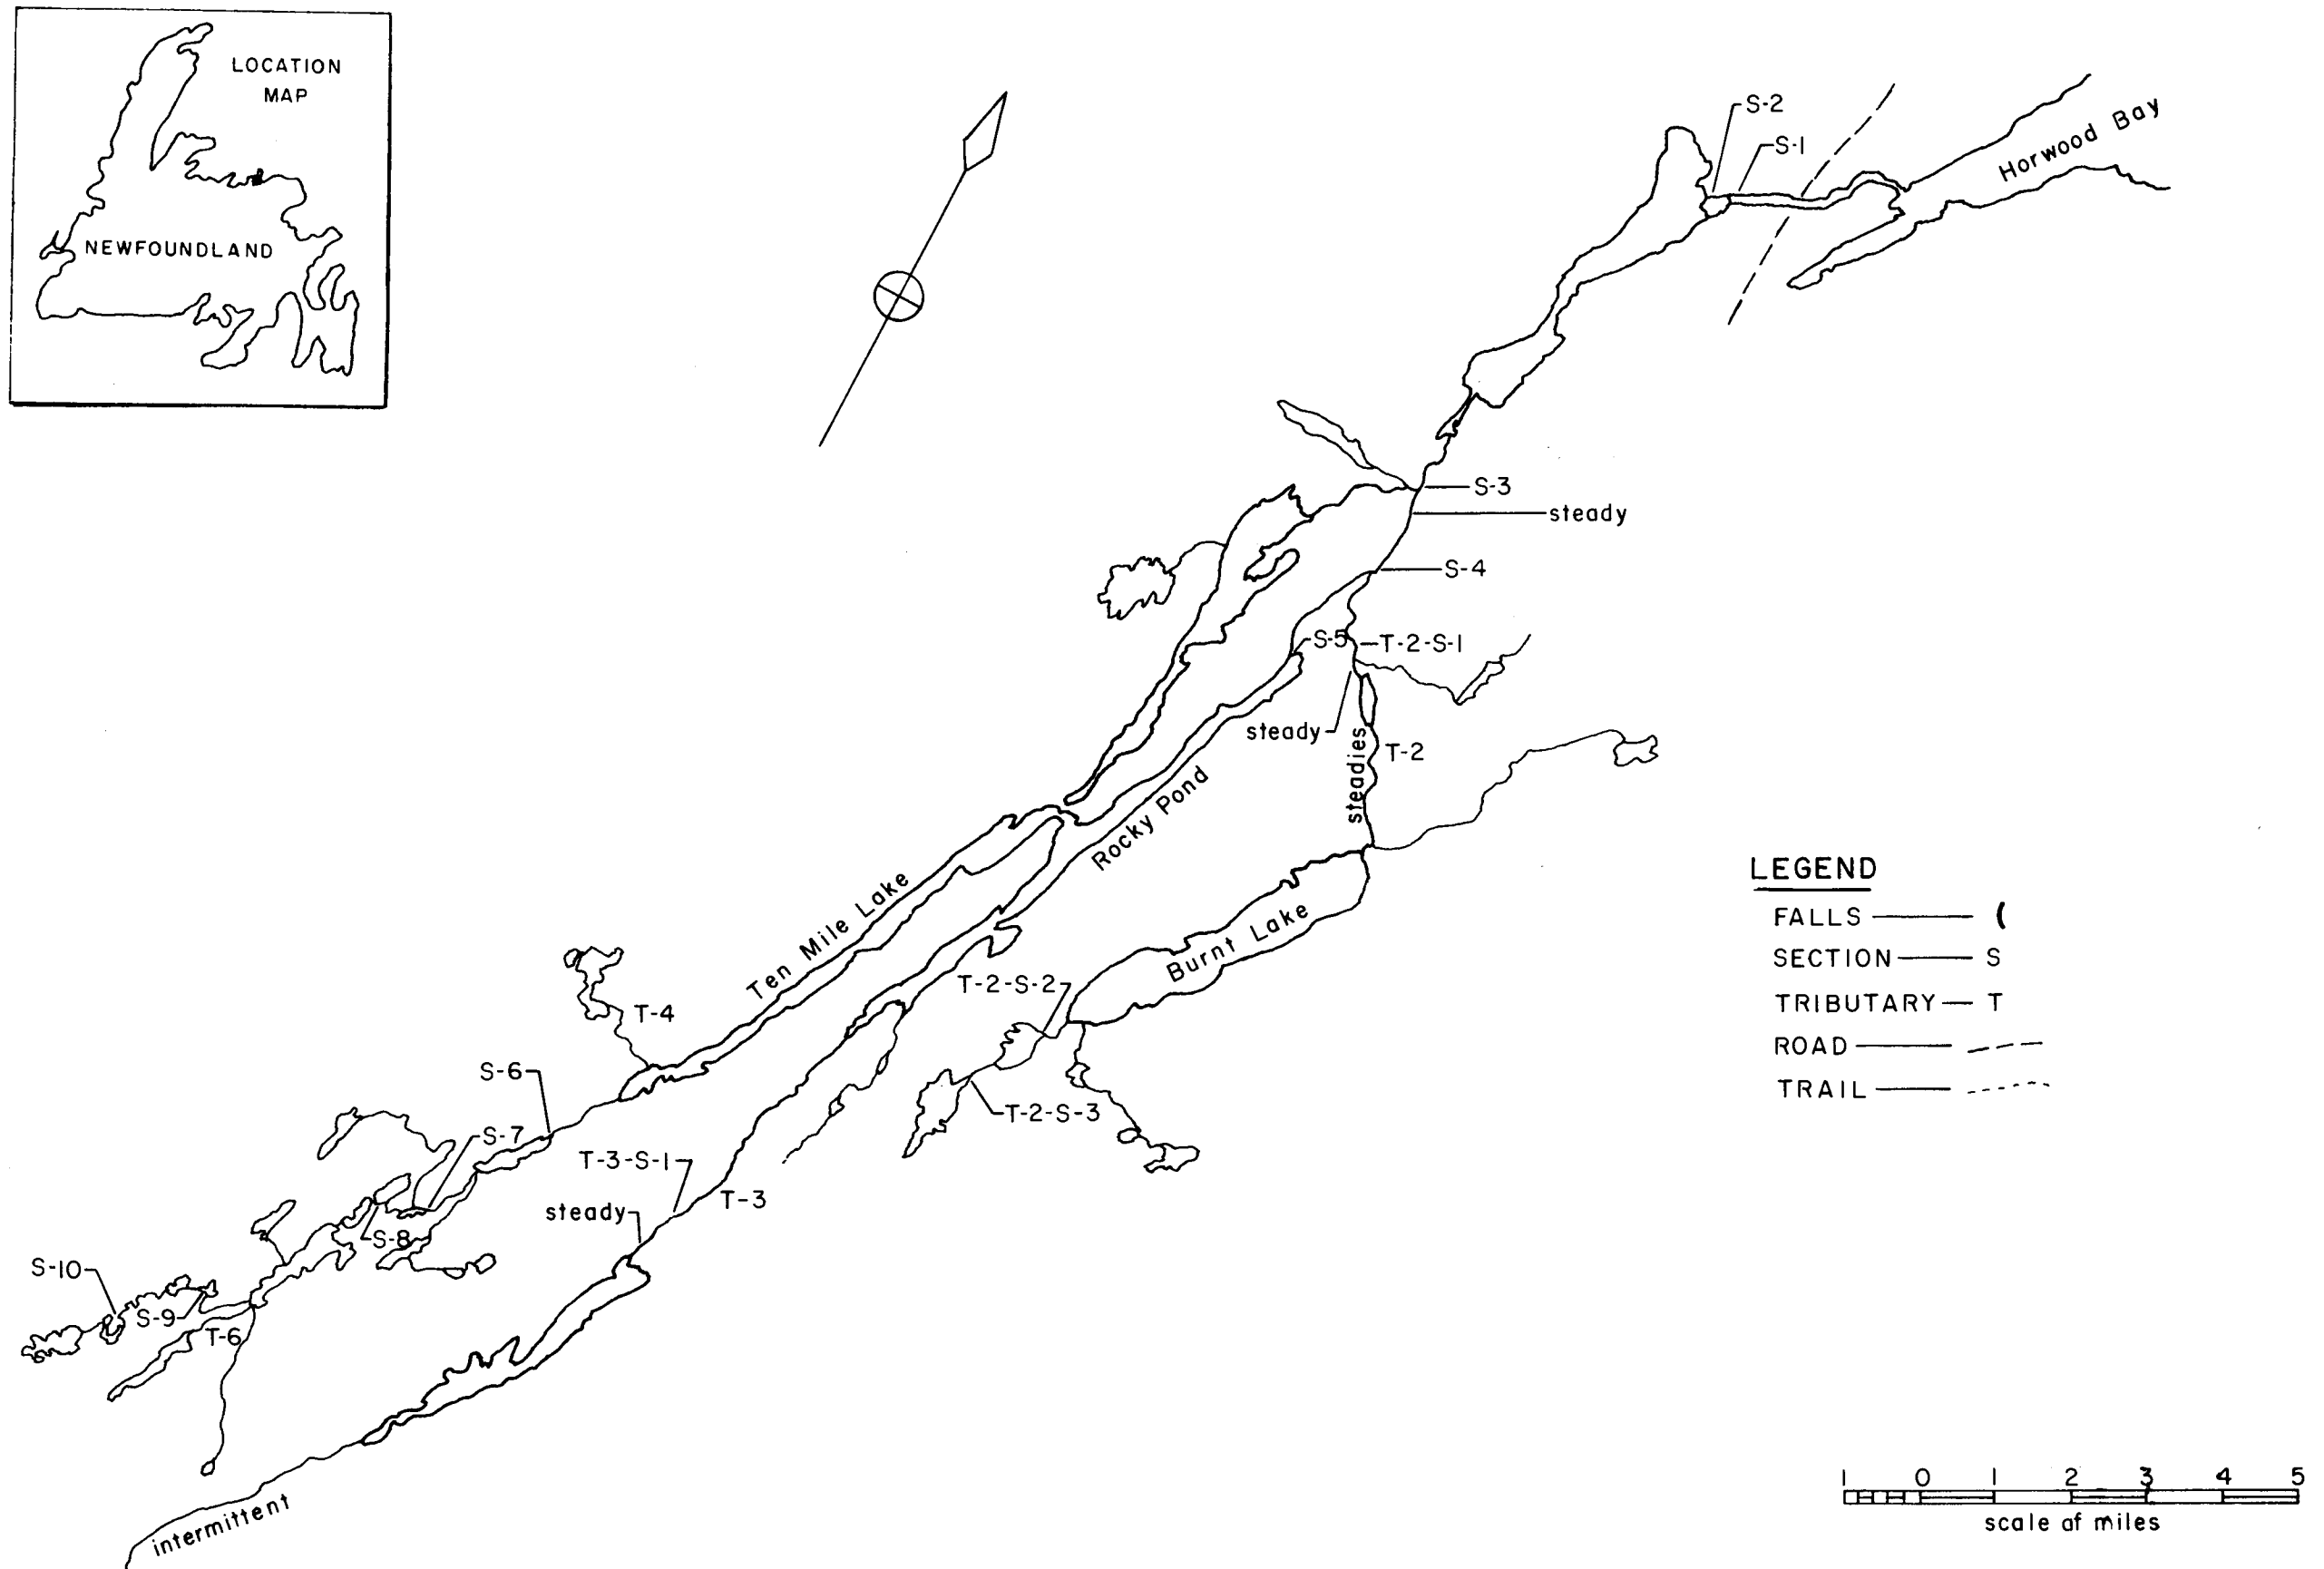 LOCATION
MAP
NEWFOUNDLAND
S-2
S-1
Horwood Bay
S-3
steady
S-4
S-5
T-2-S-1
steady
steadies
T-2
Rocky Pond
Ten Mile Lake
Burnt Lake
T-2-S-2
T-4
S-6
T-2-S-3
S-7
T-3-S-1
T-3
steady
S-8
S-10
S-9
T-6
intermittent
LEGEND
FALLS (
SECTION S
TRIBUTARY T
ROAD
TRAIL
1 0 1 2 3 4 5
scale af miles